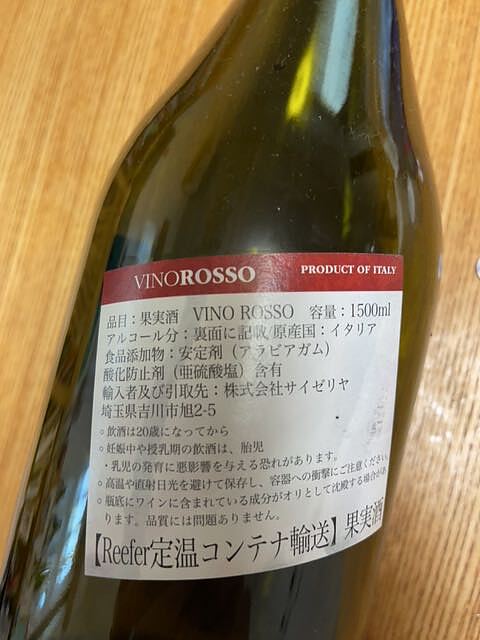 VINOROSSO PRODUCT OF ITALY
品目：果実酒　VINO ROSSO　容量：1500ml
アルコール分：裏面に記載/原産国：イタリア
食品添加物：安定剤（アラビアガム）
酸化防止剤（亜硫酸塩）含有
輸入者及び引取先：株式会社サイゼリヤ
埼玉県吉川市旭2-5
○飲酒は20歳になってから
○妊娠中や授乳期の飲酒は、胎児
・乳児の発育に悪影響を与える恐れがあります。
○高温や直射日光を避けて保存し、容器への衝撃にご注意ください。
○瓶底にワインに含まれている成分がオリとして沈殿する場合があ
ります。品質には問題ありません。
【Reefer定温コンテナ輸送】果実酒